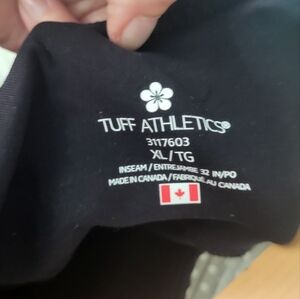 TUFF ATHLETICS®
3117603
XL/TG
INSEAM / ENTREJAMBE 32 IN/PO
MADE IN CANADA / FABRIQUÉ AU CANADA